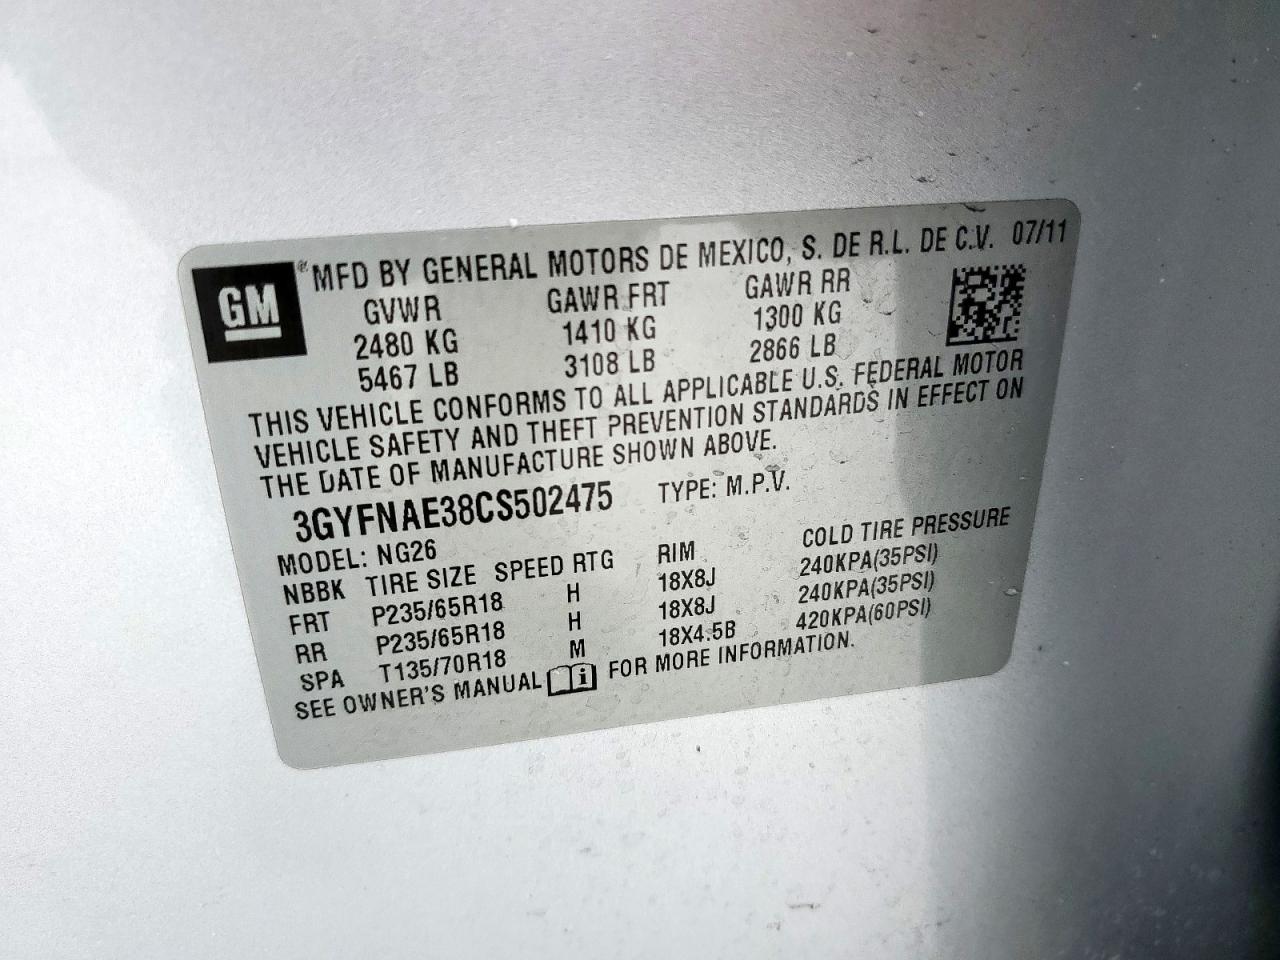 GM ® MFD BY GENERAL MOTORS DE MEXICO, S. DE R.L. DE C.V. 07/11
GVWR GAWR FRT GAWR RR
2480 KG 1410 KG 1300 KG
5467 LB 3108 LB 2866 LB
THIS VEHICLE CONFORMS TO ALL APPLICABLE U.S. FEDERAL MOTOR
VEHICLE SAFETY AND THEFT PREVENTION STANDARDS IN EFFECT ON
THE DATE OF MANUFACTURE SHOWN ABOVE.
3GYFNAE38CS502475 TYPE: M.P.V.
MODEL: NG26
NBBK TIRE SIZE SPEED RTG RIM COLD TIRE PRESSURE
FRT P235/65R18 H 18X8J 240KPA(35PSI)
RR P235/65R18 H 18X8J 240KPA(35PSI)
SPA T135/70R18 M 18X4.5B 420KPA(60PSI)
SEE OWNER'S MANUAL i FOR MORE INFORMATION.